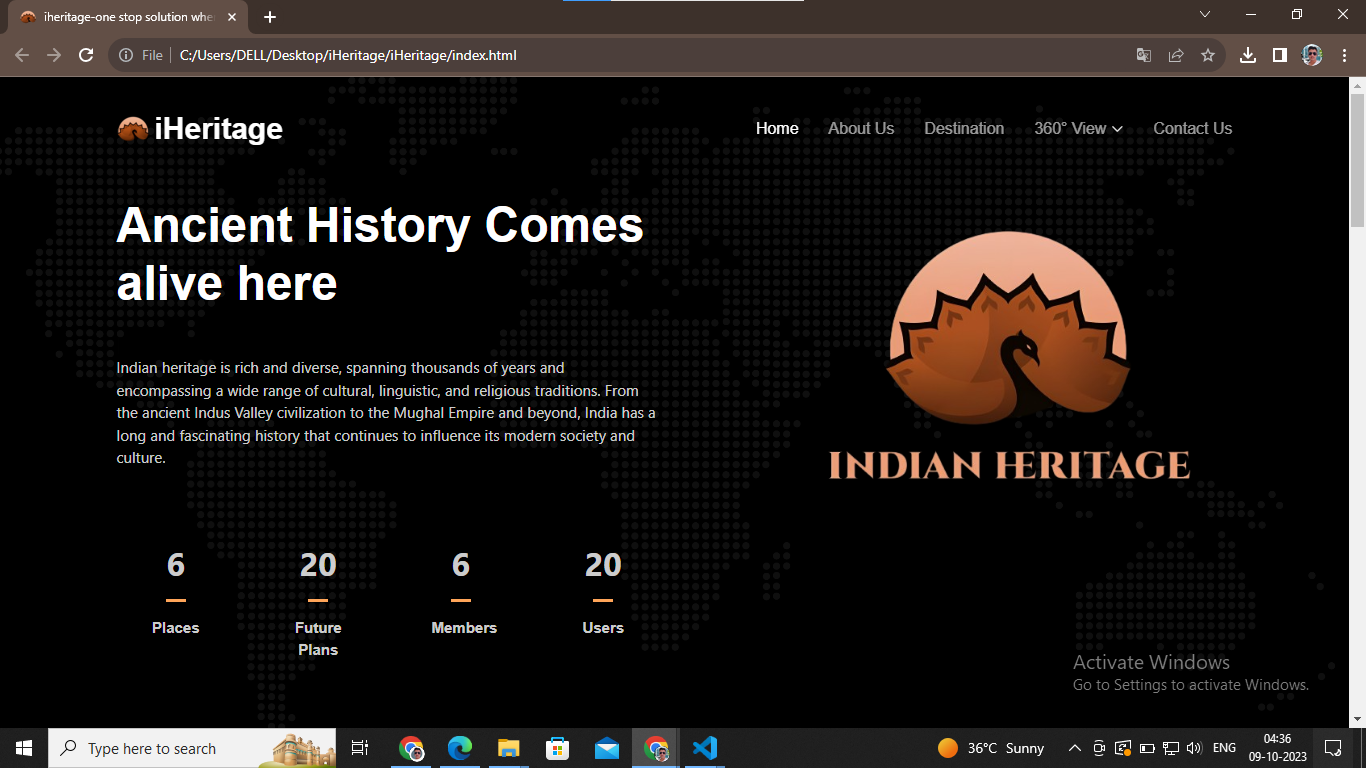 iheritage-one stop solution whe
File
C:/Users/DELL/Desktop/iHeritage/iHeritage/index.html
iHeritage
Home
About Us
Destination
360° View
Contact Us
Ancient History Comes
alive here
Indian heritage is rich and diverse, spanning thousands of years and
encompassing a wide range of cultural, linguistic, and religious traditions. From
the ancient Indus Valley civilization to the Mughal Empire and beyond, India has a
long and fascinating history that continues to influence its modern society and
culture.
INDIAN HERITAGE
6
20
6
20
Places
Future
Plans
Members
Users
Activate Windows
Go to Settings to activate Windows.
Type here to search
36°C Sunny
ENG
04:36
09-10-2023